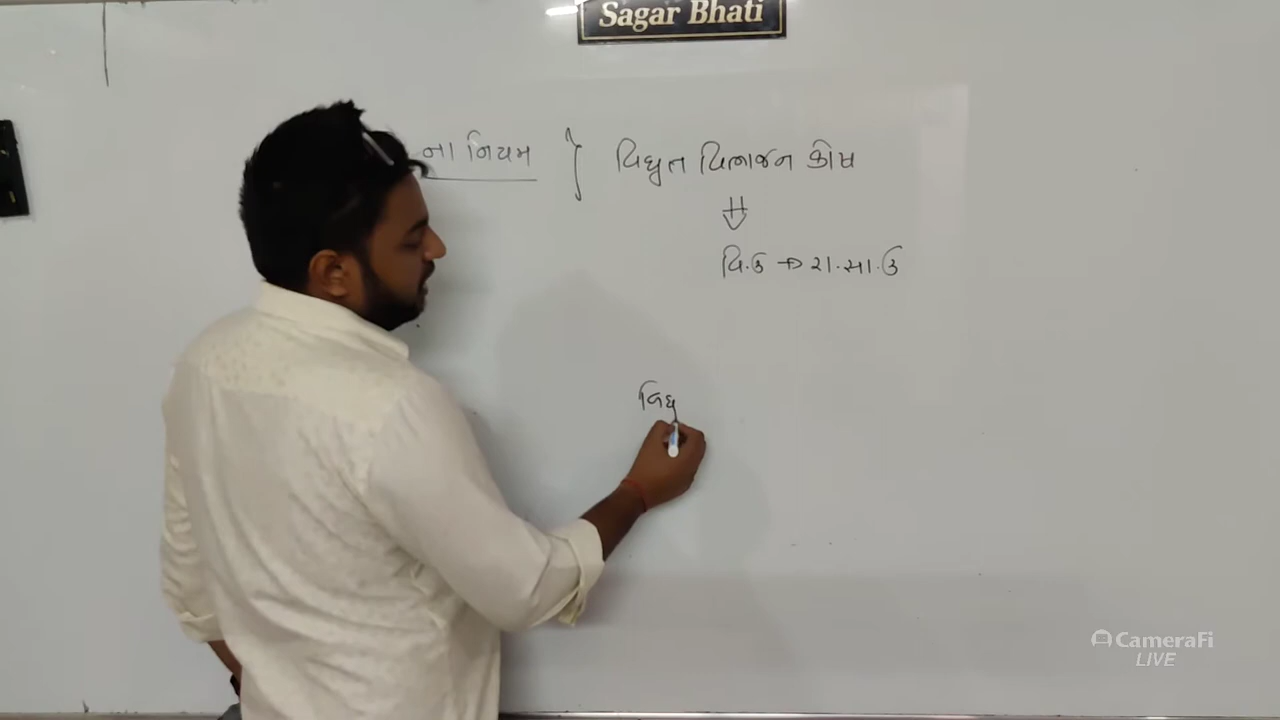 Sagar Bhati
ના નિયમ } વિદ્યુત વિભાજન કોષ
⇓
વિ.ઉ → રા.સા.ઉ
વિદ્યુ
CameraFi
LIVE